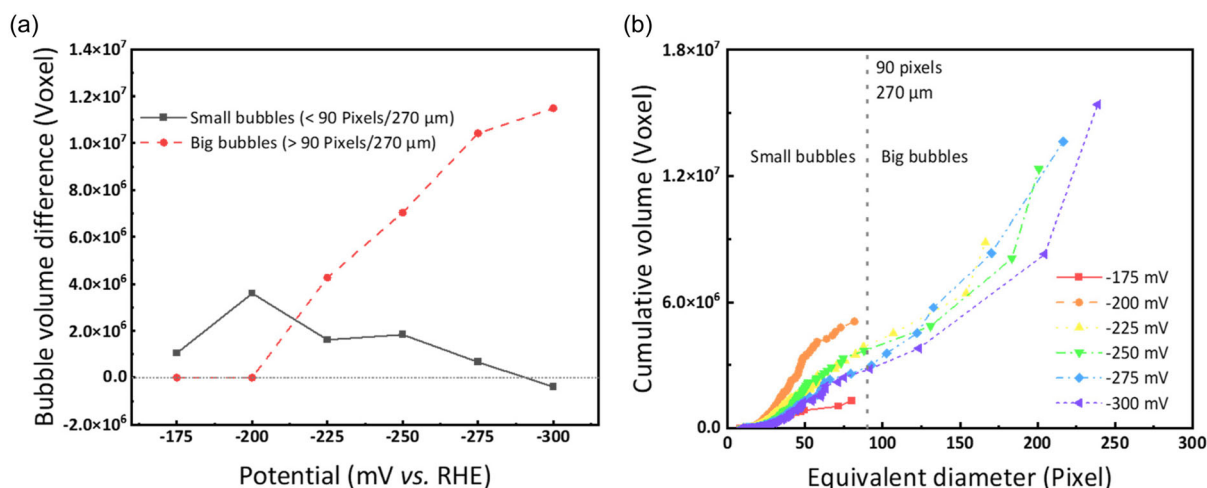 (a)
Bubble volume difference (Voxel)
1.4×10⁷
1.2×10⁷
1.0×10⁷
8.0×10⁶
6.0×10⁶
4.0×10⁶
2.0×10⁶
0.0
-2.0×10⁶
Small bubbles (< 90 Pixels/270 μm)
Big bubbles (> 90 Pixels/270 μm)
-175 -200 -225 -250 -275 -300
Potential (mV vs. RHE)
(b)
Cumulative volume (Voxel)
1.8×10⁷
1.2×10⁷
6.0×10⁶
0.0
90 pixels
270 μm
Small bubbles
Big bubbles
-175 mV
-200 mV
-225 mV
-250 mV
-275 mV
-300 mV
0 50 100 150 200 250 300
Equivalent diameter (Pixel)